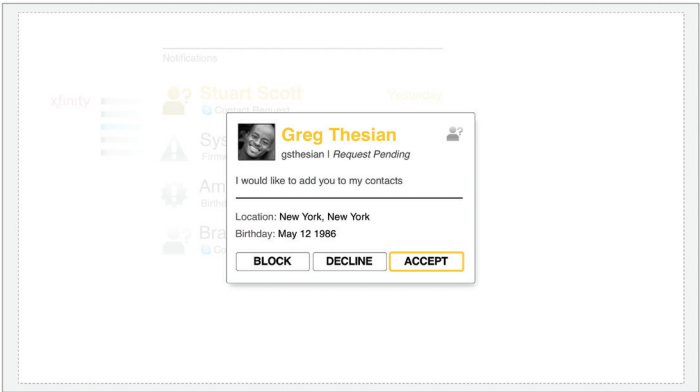 Notifications
Stuart Scott Yesterday
xfinity
Contact Request
Greg Thesian
gsthesian | Request Pending
I would like to add you to my contacts
Location: New York, New York
Birthday: May 12 1986
BLOCK DECLINE ACCEPT